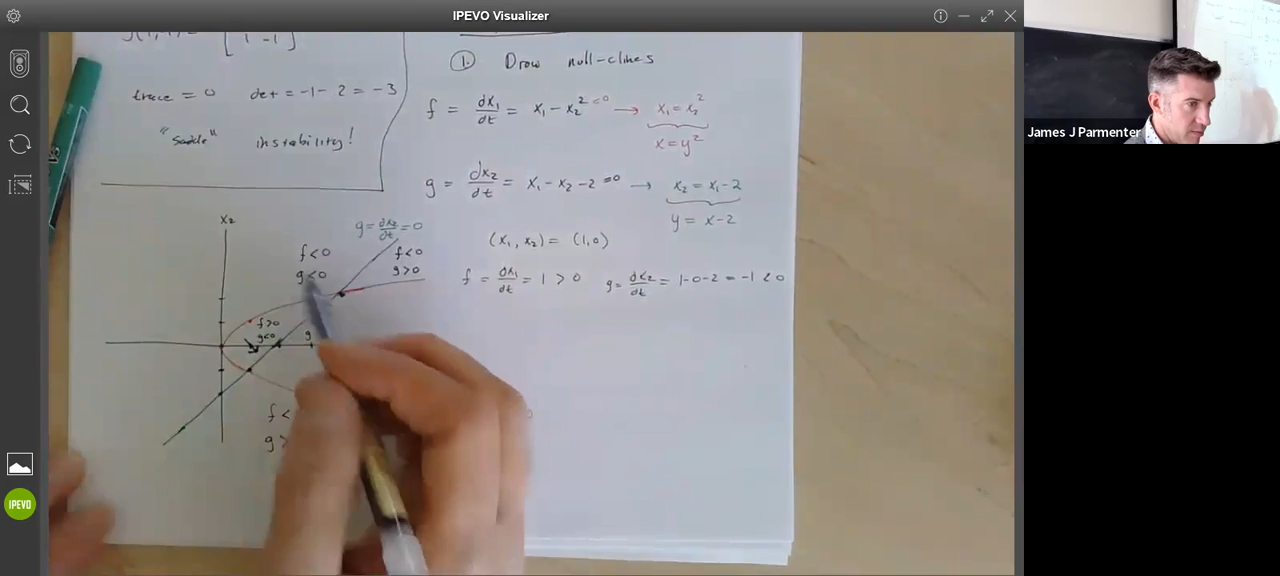 IPEVO Visualizer
James J Parmenter
1 -1
trace = 0 det = -1 - 2 = -3
"Saddle" instability!
1. Draw null-clines
f = dx₁/dt = x₁ - x₂² = 0 → x₁ = x₂²
x = y²
g = dx₂/dt = x₁ - x₂ - 2 = 0 → x₂ = x₁ - 2
y = x - 2
(x₁, x₂) = (1, 0)
f = dx₁/dt = 1 > 0 g = dx₂/dt = 1 - 0 - 2 = -1 < 0
x₂
g = dx₂/dt = 0
f < 0
g < 0
f < 0
g > 0
f > 0
g < 0
g
f <
g >
IPEVO